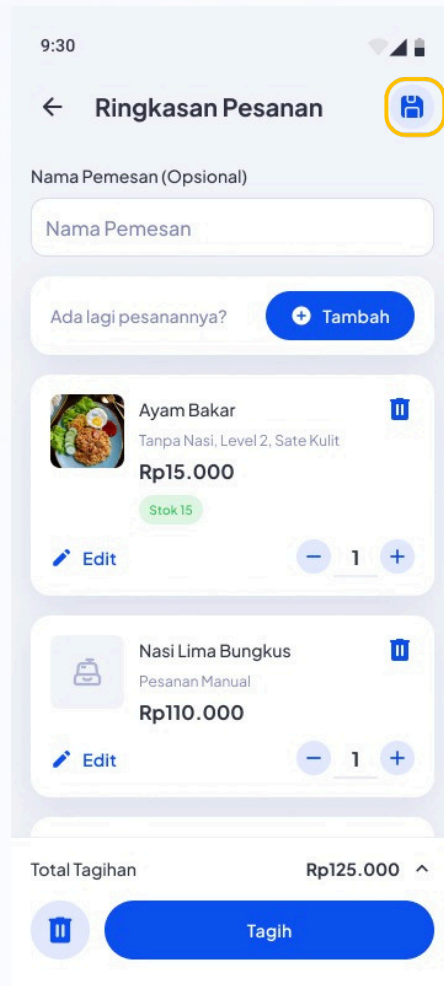 9:30
Ringkasan Pesanan
Nama Pemesan (Opsional)
Nama Pemesan
Ada lagi pesanannya?
Tambah
Ayam Bakar
Tanpa Nasi, Level 2, Sate Kulit
Rp15.000
Stok 15
Edit
1
Nasi Lima Bungkus
Pesanan Manual
Rp110.000
Edit
1
Total Tagihan
Rp125.000
Tagih